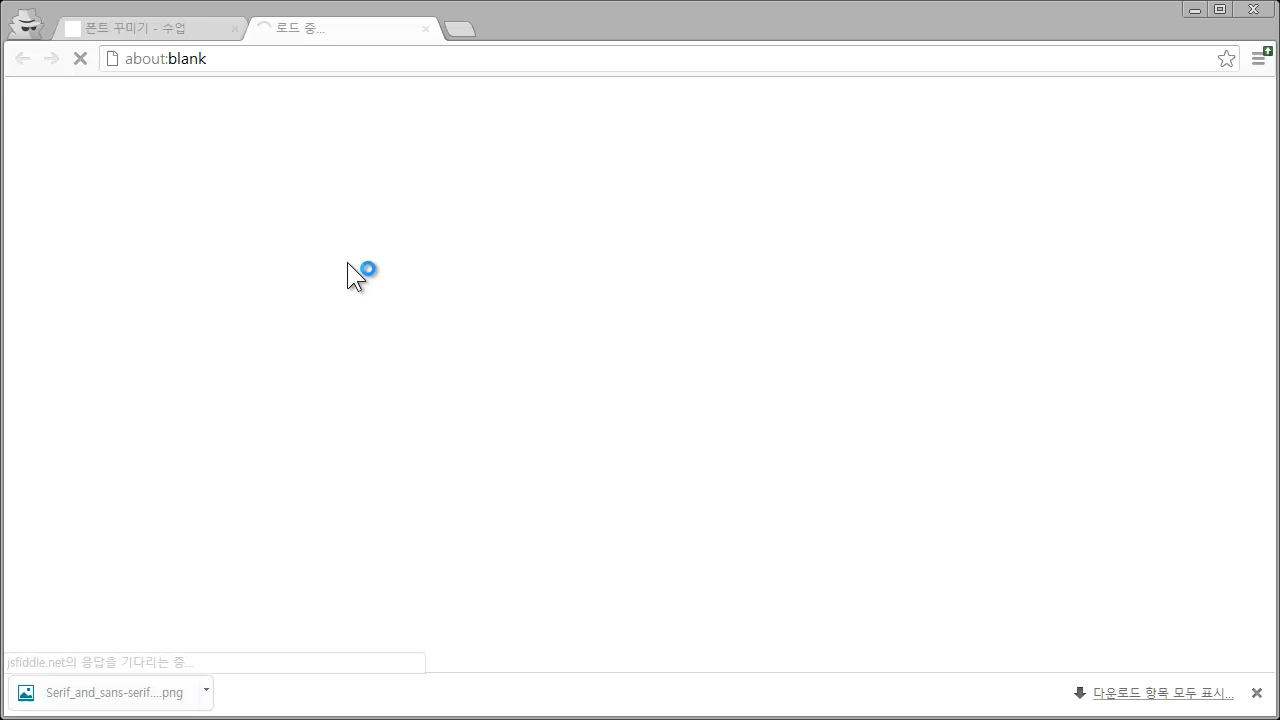 폰트 꾸미기 - 수업
로드 중...
about:blank
jsfiddle.net의 응답을 기다리는 중...
Serif_and_sans-serif....png
다운로드 항목 모두 표시...